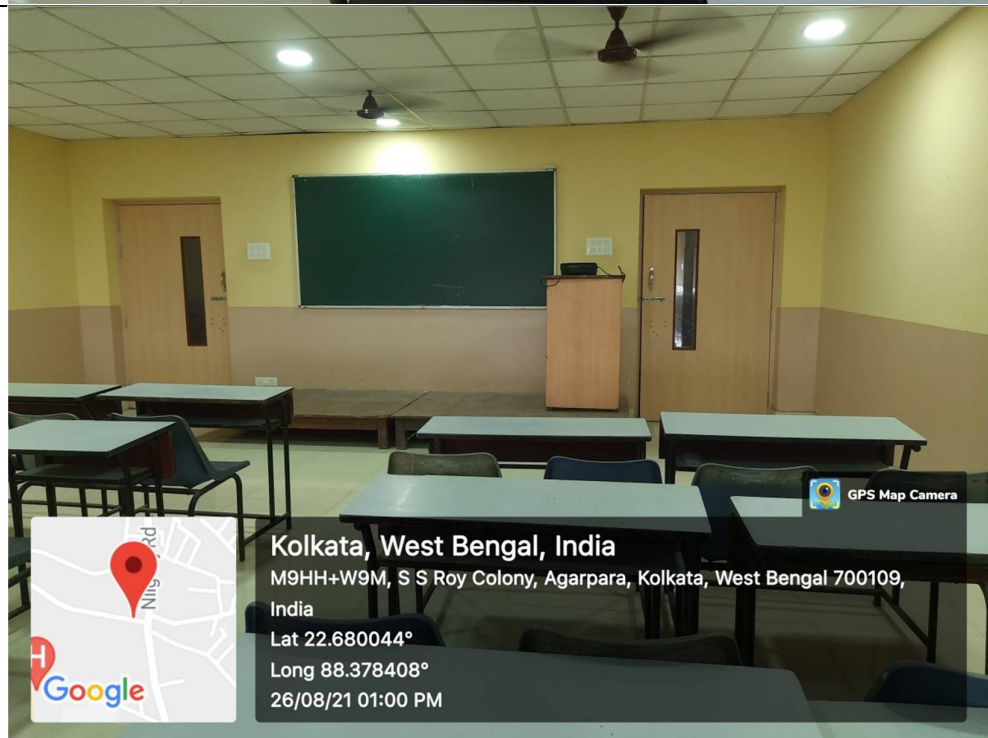 GPS Map Camera
Kolkata, West Bengal, India
M9HH+W9M, S S Roy Colony, Agarpara, Kolkata, West Bengal 700109,
India
Lat 22.680044°
Long 88.378408°
26/08/21 01:00 PM
Rd
H
Google